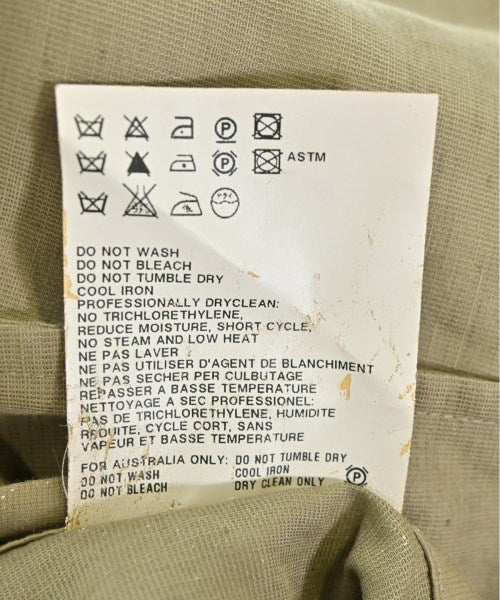 P
P ASTM
DO NOT WASH
DO NOT BLEACH
DO NOT TUMBLE DRY
COOL IRON
PROFESSIONALLY DRYCLEAN:
NO TRICHLORETHYLENE,
REDUCE MOISTURE, SHORT CYCLE,
NO STEAM AND LOW HEAT
NE PAS LAVER
NE PAS UTILISER D'AGENT DE BLANCHIMENT
NE PAS SECHER PAR CULBUTAGE
REPASSER A BASSE TEMPERATURE
NETTOYAGE A SEC PROFESSIONEL:
PAS DE TRICHLORETHYLENE, HUMIDITE
REDUITE, CYCLE CORT, SANS
VAPEUR ET BASSE TEMPERATURE
FOR AUSTRALIA ONLY: DO NOT TUMBLE DRY
DO NOT WASH COOL IRON
DO NOT BLEACH DRY CLEAN ONLY P